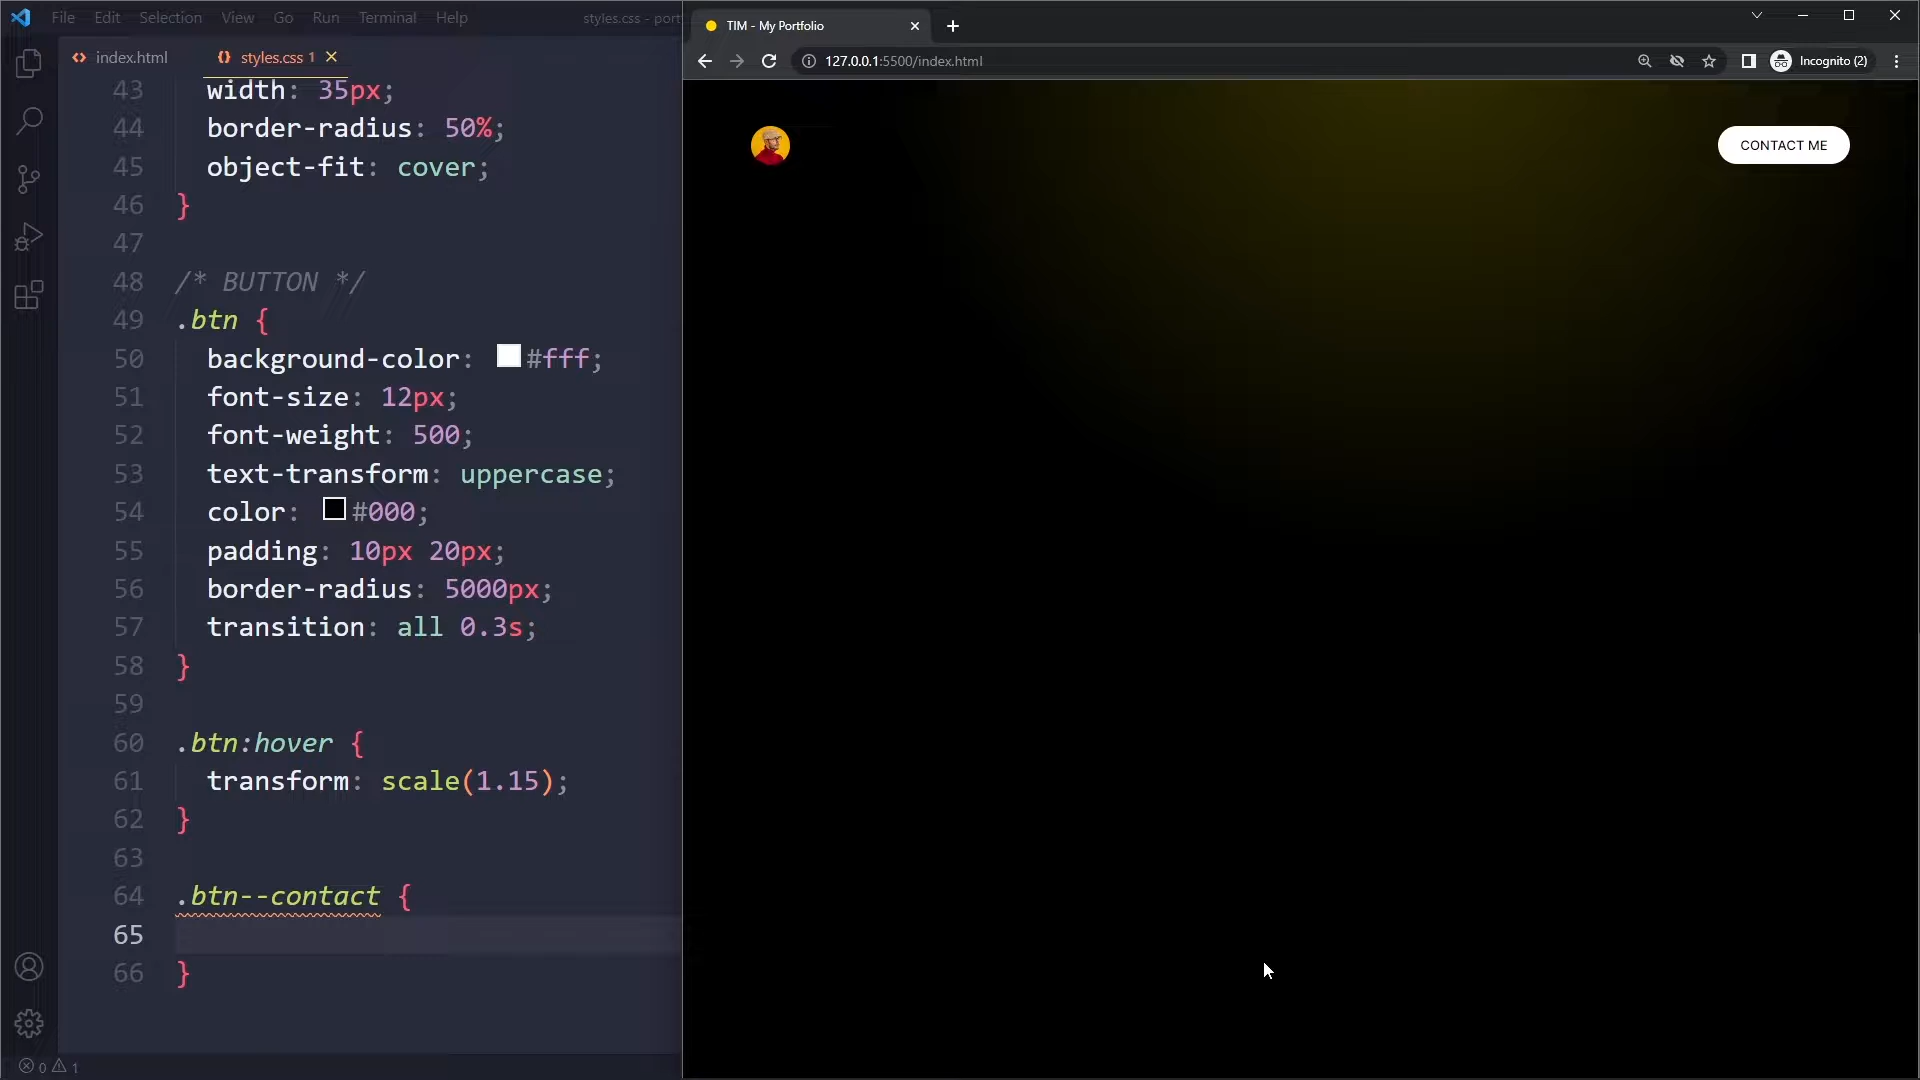 File Edit Selection View Go Run Terminal Help styles.css - port
index.html styles.css 1
43 width: 35px;
44 border-radius: 50%;
45 object-fit: cover;
46 }
47
48 /* BUTTON */
49 .btn {
50 background-color: #fff;
51 font-size: 12px;
52 font-weight: 500;
53 text-transform: uppercase;
54 color: #000;
55 padding: 10px 20px;
56 border-radius: 5000px;
57 transition: all 0.3s;
58 }
59
60 .btn:hover {
61 transform: scale(1.15);
62 }
63
64 .btn--contact {
65
66 }
0 1
TIM - My Portfolio
127.0.0.1:5500/index.html
Incognito (2)
CONTACT ME